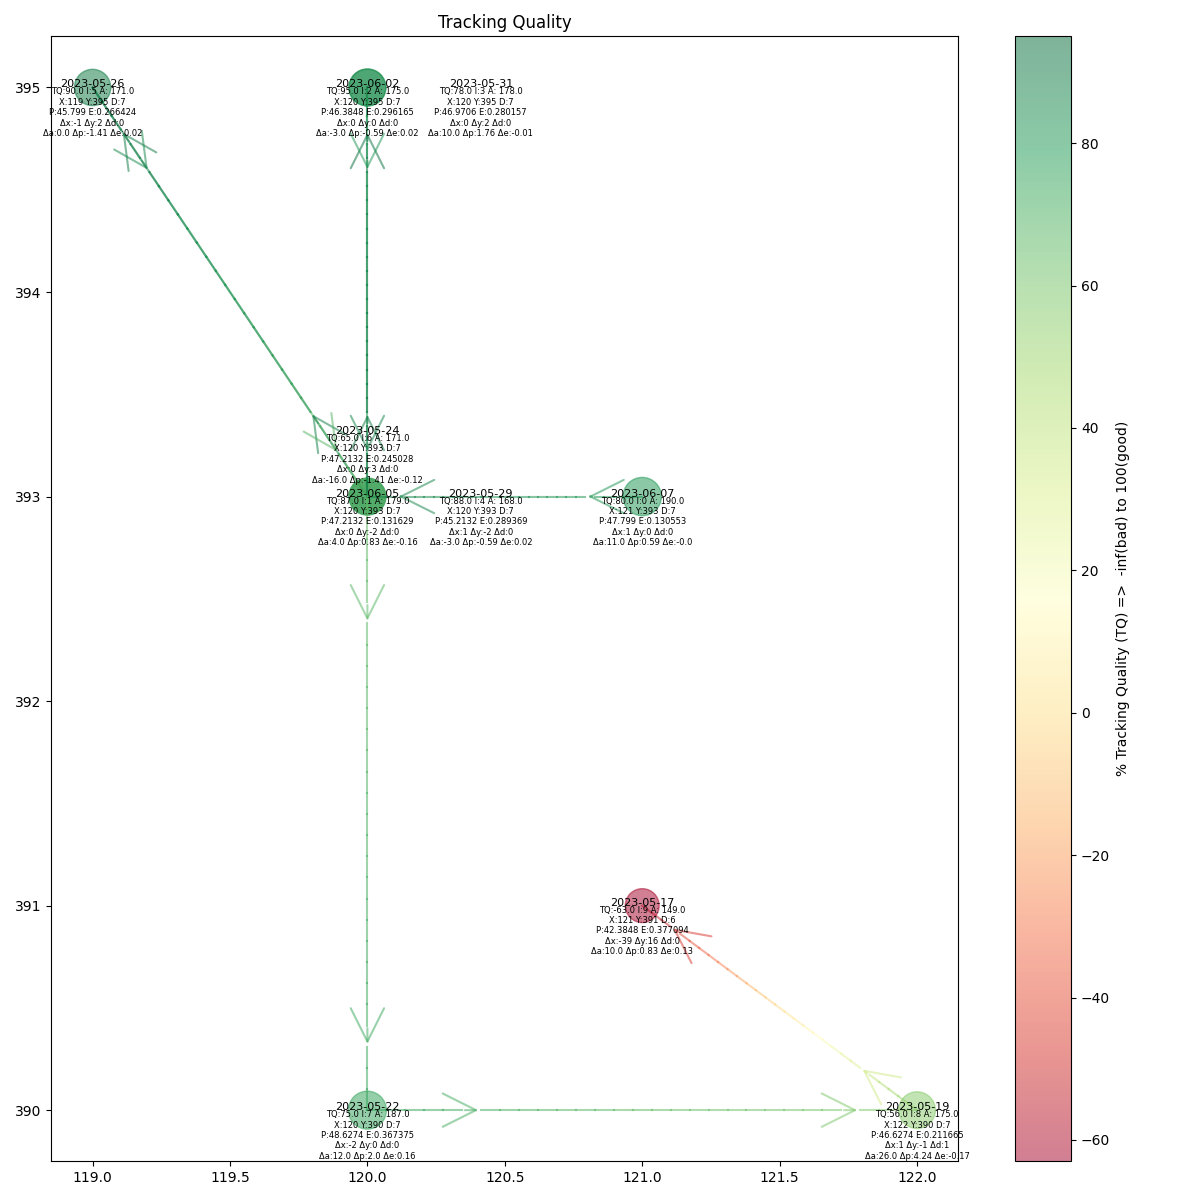 Tracking Quality
395
394
393
392
391
390
119.0
119.5
120.0
120.5
121.0
121.5
122.0
2023-05-26
TQ:90.0 I:5 A: 171.0
X:119 Y:395 D:7
P:45.799 E:0.266424
Δx:-1 Δy:2 Δd:0
Δa:0.0 Δp:-1.41 Δe:0.02
2023-06-02
TQ:95.0 I:2 A: 175.0
X:120 Y:395 D:7
P:46.3848 E:0.296165
Δx:0 Δy:0 Δd:0
Δa:-3.0 Δp:-0.59 Δe:0.02
2023-05-31
TQ:78.0 I:3 A: 178.0
X:120 Y:395 D:7
P:46.9706 E:0.280157
Δx:0 Δy:2 Δd:0
Δa:10.0 Δp:1.76 Δe:-0.01
2023-05-24
TQ:65.0 I:6 A: 171.0
X:120 Y:393 D:7
P:47.2132 E:0.245028
Δx:0 Δy:3 Δd:0
Δa:-16.0 Δp:-1.41 Δe:-0.12
2023-06-05
TQ:87.0 I:1 A: 179.0
X:120 Y:393 D:7
P:47.2132 E:0.131629
Δx:0 Δy:-2 Δd:0
Δa:4.0 Δp:0.83 Δe:-0.16
2023-05-29
TQ:88.0 I:4 A: 168.0
X:120 Y:393 D:7
P:45.2132 E:0.289369
Δx:1 Δy:-2 Δd:0
Δa:-3.0 Δp:-0.59 Δe:0.02
2023-06-07
TQ:80.0 I:0 A: 190.0
X:121 Y:393 D:7
P:47.799 E:0.130553
Δx:1 Δy:0 Δd:0
Δa:11.0 Δp:0.59 Δe:-0.0
2023-05-17
TQ:-63.0 I:9 A: 149.0
X:121 Y:391 D:6
P:42.3848 E:0.377094
Δx:-39 Δy:16 Δd:0
Δa:10.0 Δp:0.83 Δe:0.13
2023-05-22
TQ:75.0 I:7 A: 187.0
X:120 Y:390 D:7
P:48.6274 E:0.367375
Δx:-2 Δy:0 Δd:0
Δa:12.0 Δp:2.0 Δe:0.16
2023-05-19
TQ:56.0 I:8 A: 175.0
X:122 Y:390 D:7
P:46.6274 E:0.211665
Δx:1 Δy:-1 Δd:1
Δa:26.0 Δp:4.24 Δe:-0.17
80
60
40
20
0
−20
−40
−60
% Tracking Quality (TQ) => -inf(bad) to 100(good)